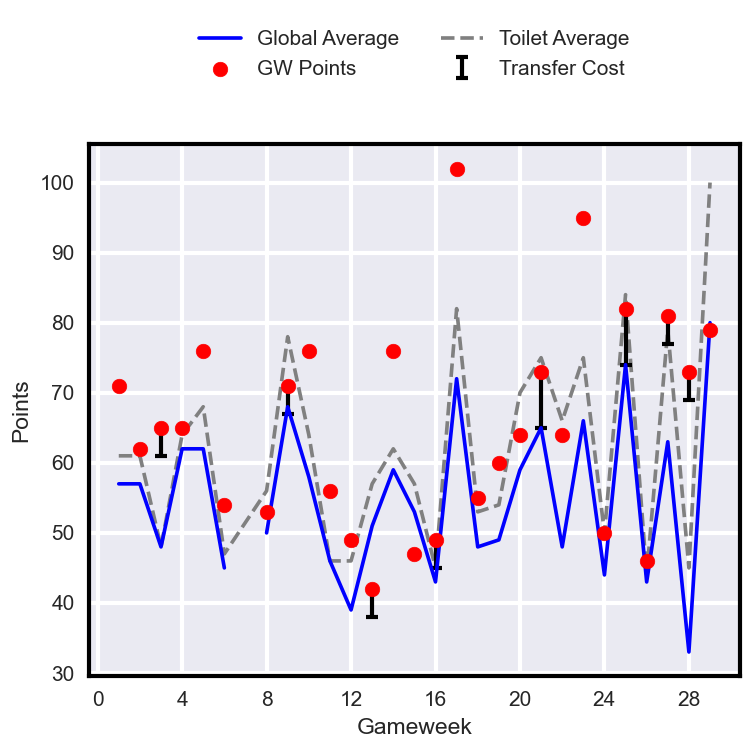 Global Average
Toilet Average
GW Points
Transfer Cost
Points
100
90
80
70
60
50
40
30
0 4 8 12 16 20 24 28
Gameweek